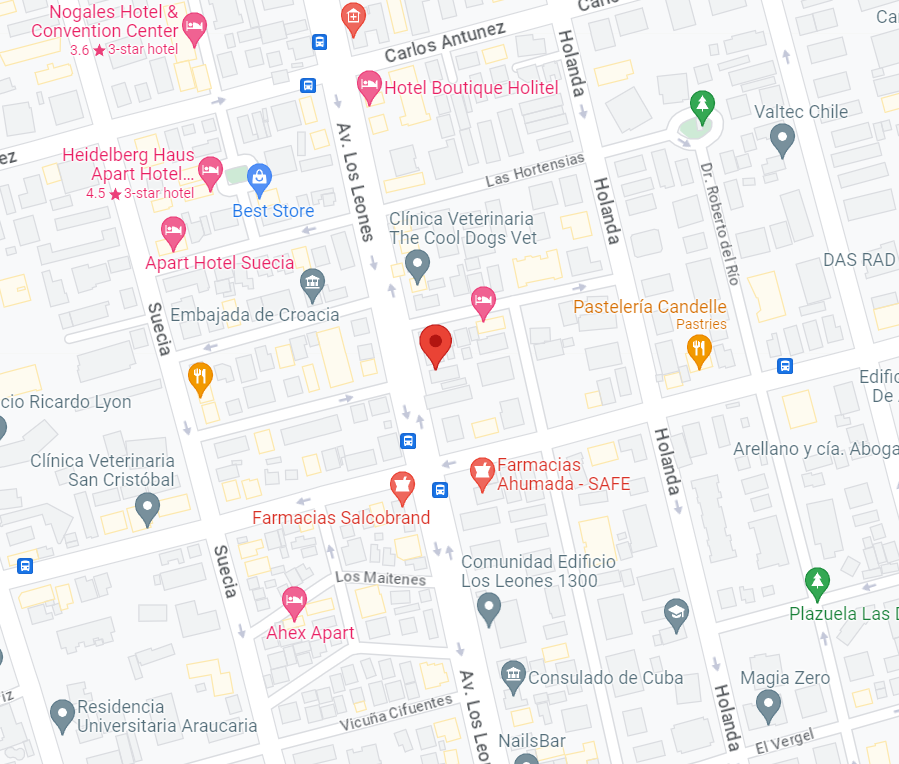 Nogales Hotel &
Convention Center
3.6 ★ 3-star hotel
Carlos Antunez
Holanda
Hotel Boutique Holitel
Valtec Chile
Av. Los Leones
Heidelberg Haus
Apart Hotel...
4.5 ★ 3-star hotel
Las Hortensias
Best Store
Holanda
Dr. Roberto del Río
Clínica Veterinaria
The Cool Dogs Vet
Apart Hotel Suecia
DAS RAD
Embajada de Croacia
Suecia
Pastelería Candelle
Pastries
cio Ricardo Lyon
Edific
De
Clínica Veterinaria
San Cristóbal
Holanda
Arellano y cía. Aboga
Farmacias
Ahumada - SAFE
Farmacias Salcobrand
Suecia
Los Maitenes
Comunidad Edificio
Los Leones 1300
Ahex Apart
Plazuela Las D
Av. Los Leo
Consulado de Cuba
Magia Zero
Holanda
Residencia
Universitaria Araucaria
Vicuña Cifuentes
NailsBar
El Vergel